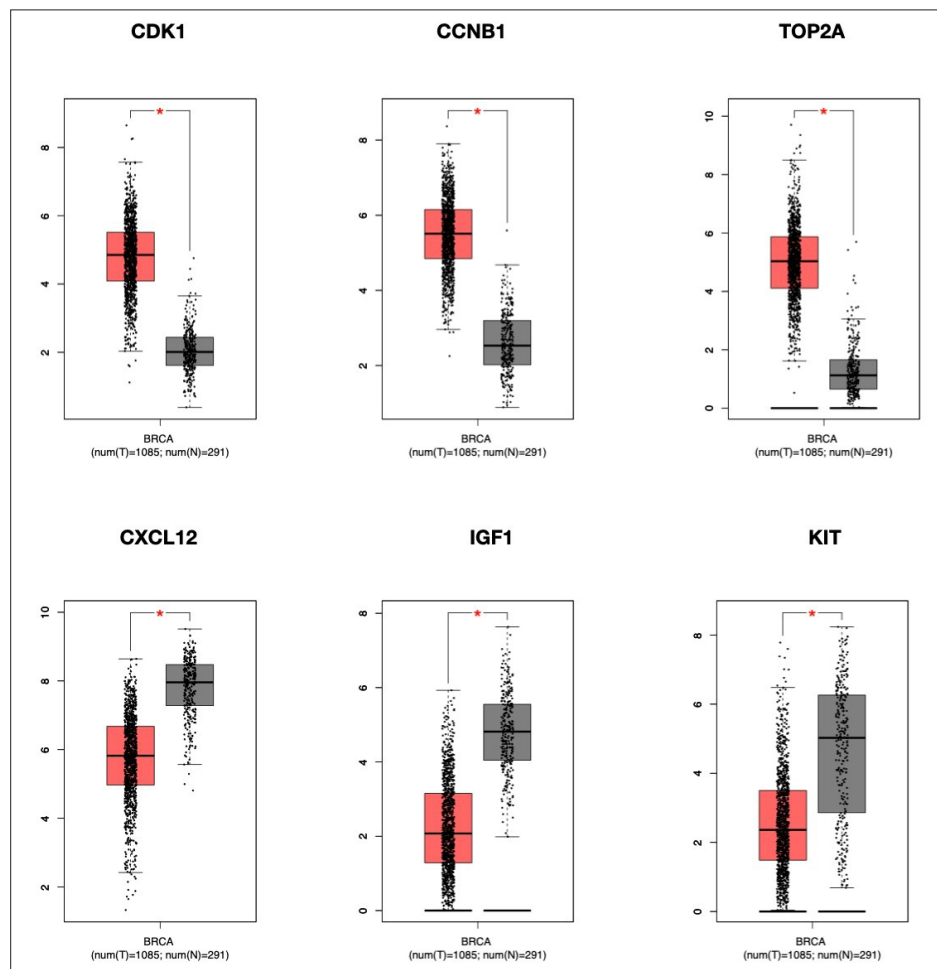 CDK1 CCNB1 TOP2A
* * *
8 8 10
6 6 8
4 4 6
2 2 4
2
0
BRCA BRCA BRCA
(num(T)=1085; num(N)=291) (num(T)=1085; num(N)=291) (num(T)=1085; num(N)=291)
CXCL12 IGF1 KIT
* * *
10 8 8
8 6 6
6 4 4
4 2 2
2 0 0
BRCA BRCA BRCA
(num(T)=1085; num(N)=291) (num(T)=1085; num(N)=291) (num(T)=1085; num(N)=291)